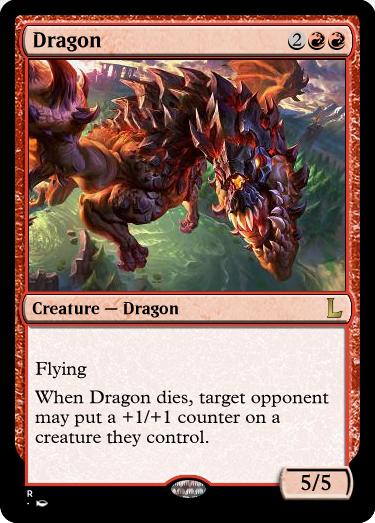 Dragon 2
Creature — Dragon L
Flying
When Dragon dies, target opponent
may put a +1/+1 counter on a
creature they control.
5/5
R